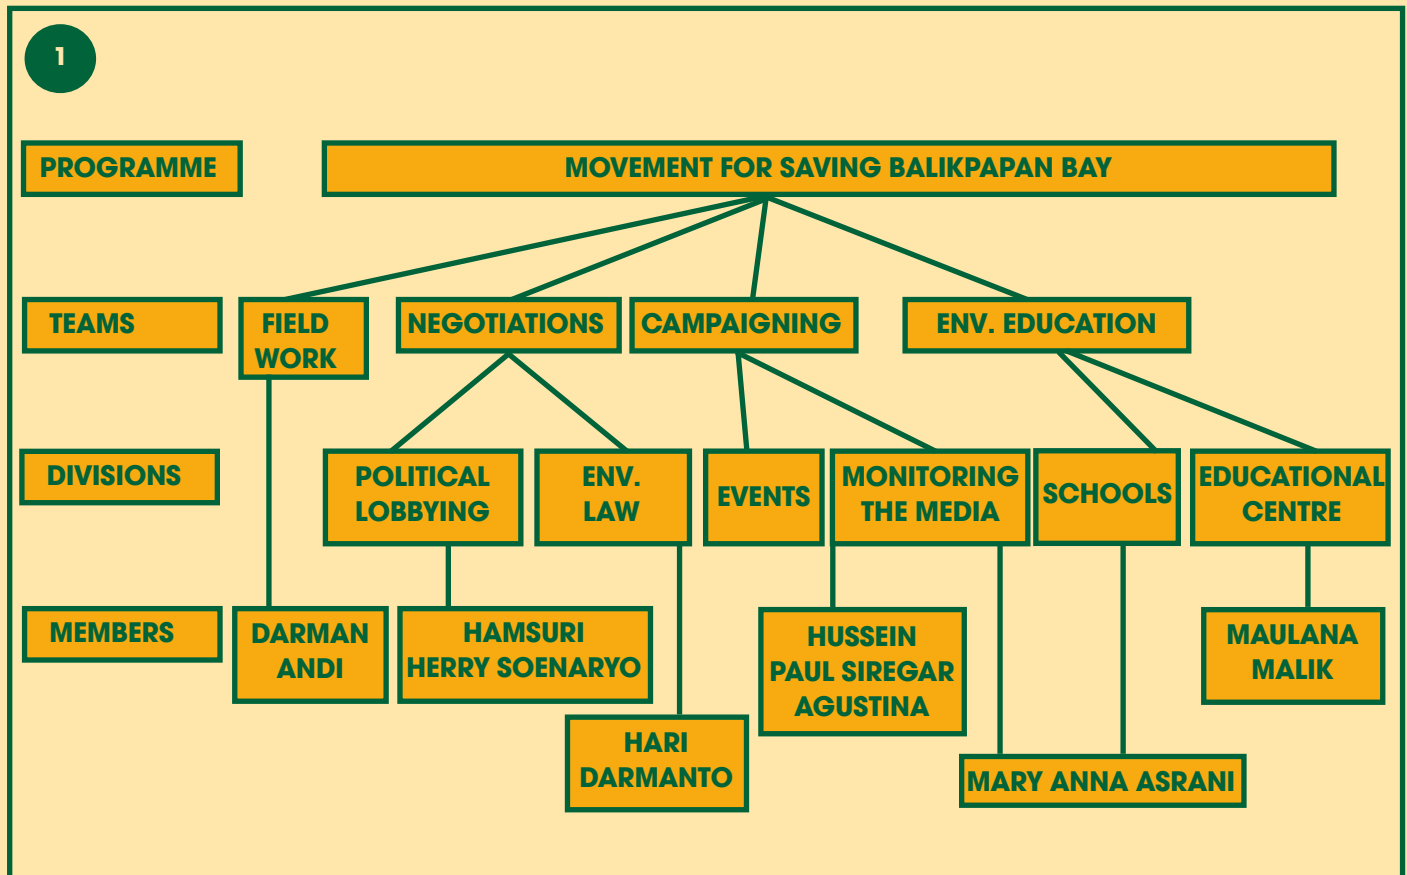 1
PROGRAMME
MOVEMENT FOR SAVING BALIKPAPAN BAY
TEAMS
FIELD
WORK
NEGOTIATIONS
CAMPAIGNING
ENV. EDUCATION
DIVISIONS
POLITICAL
LOBBYING
ENV.
LAW
EVENTS
MONITORING
THE MEDIA
SCHOOLS
EDUCATIONAL
CENTRE
MEMBERS
DARMAN
ANDI
HAMSURI
HERRY SOENARYO
HARI
DARMANTO
HUSSEIN
PAUL SIREGAR
AGUSTINA
MARY ANNA ASRANI
MAULANA
MALIK